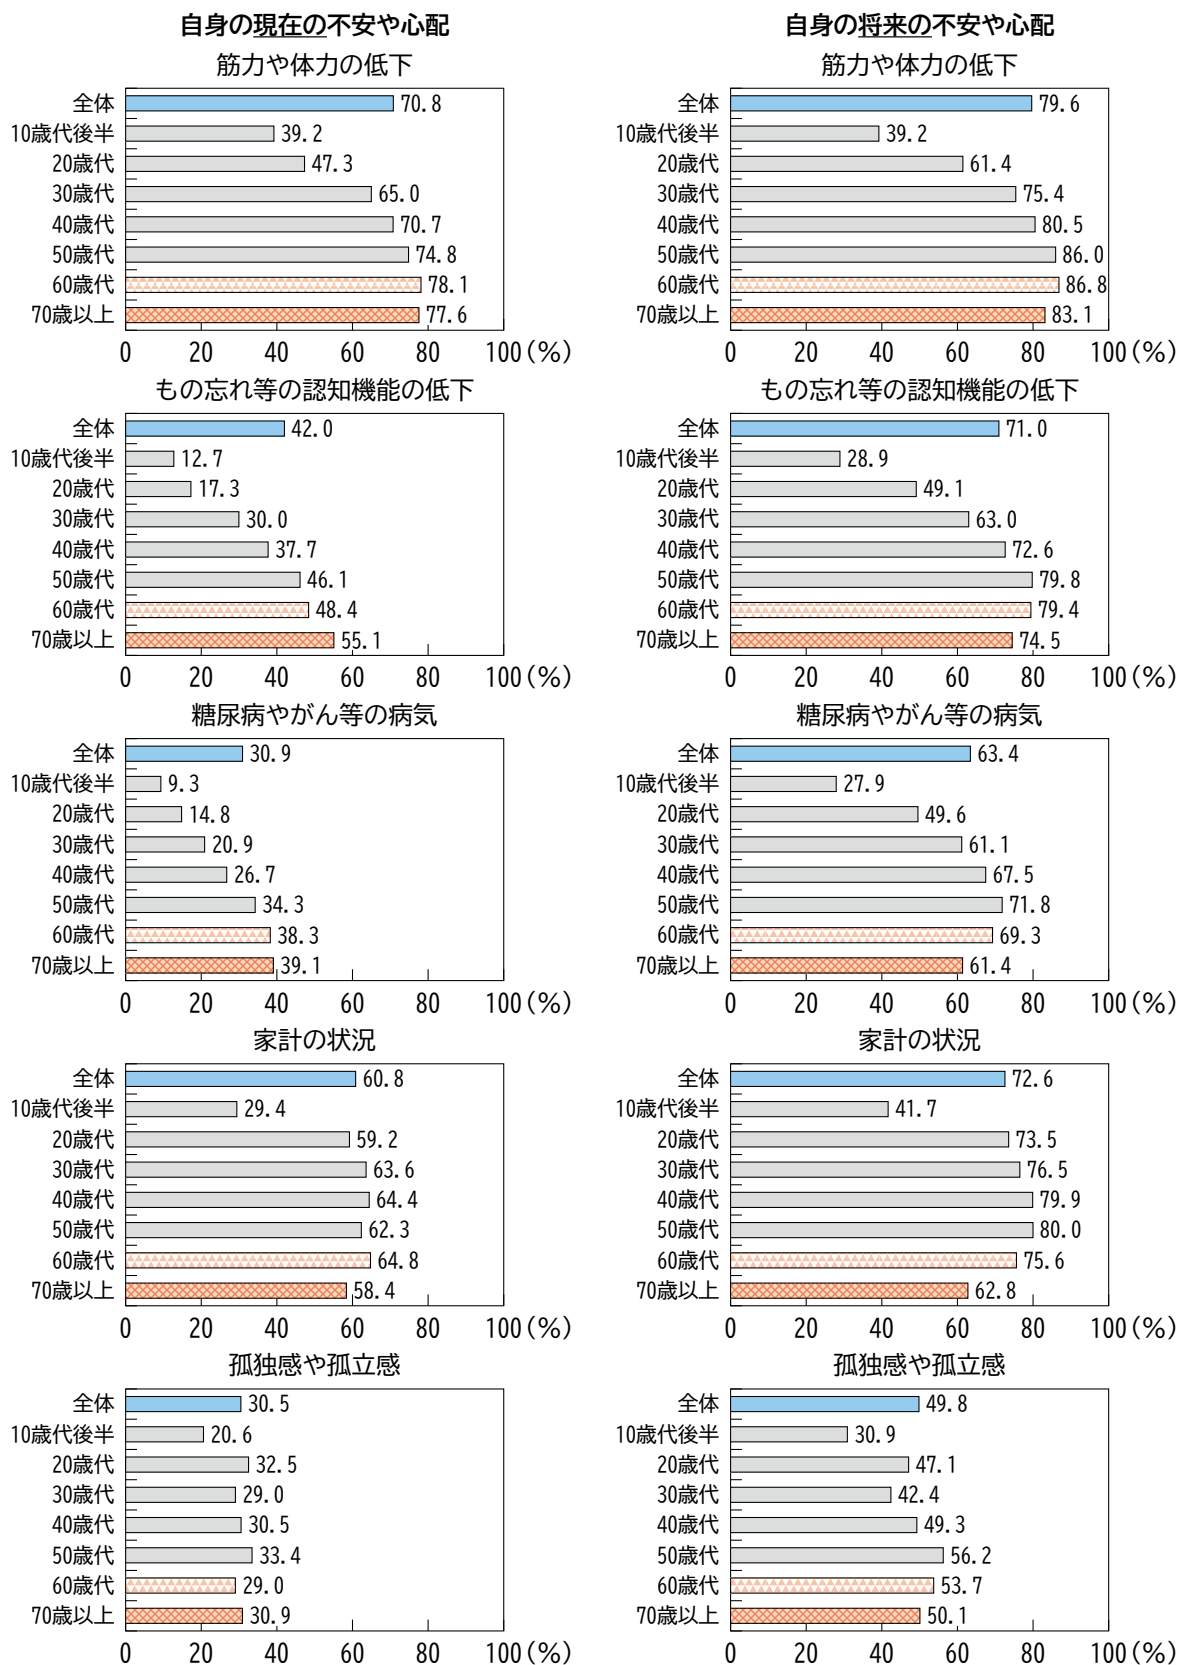 自身の現在の不安や心配
筋力や体力の低下
全体 70.8
10歳代後半 39.2
20歳代 47.3
30歳代 65.0
40歳代 70.7
50歳代 74.8
60歳代 78.1
70歳以上 77.6
0 20 40 60 80 100(%)
もの忘れ等の認知機能の低下
全体 42.0
10歳代後半 12.7
20歳代 17.3
30歳代 30.0
40歳代 37.7
50歳代 46.1
60歳代 48.4
70歳以上 55.1
0 20 40 60 80 100(%)
糖尿病やがん等の病気
全体 30.9
10歳代後半 9.3
20歳代 14.8
30歳代 20.9
40歳代 26.7
50歳代 34.3
60歳代 38.3
70歳以上 39.1
0 20 40 60 80 100(%)
家計の状況
全体 60.8
10歳代後半 29.4
20歳代 59.2
30歳代 63.6
40歳代 64.4
50歳代 62.3
60歳代 64.8
70歳以上 58.4
0 20 40 60 80 100(%)
孤独感や孤立感
全体 30.5
10歳代後半 20.6
20歳代 32.5
30歳代 29.0
40歳代 30.5
50歳代 33.4
60歳代 29.0
70歳以上 30.9
0 20 40 60 80 100(%)
自身の将来の不安や心配
筋力や体力の低下
全体 79.6
10歳代後半 39.2
20歳代 61.4
30歳代 75.4
40歳代 80.5
50歳代 86.0
60歳代 86.8
70歳以上 83.1
0 20 40 60 80 100(%)
もの忘れ等の認知機能の低下
全体 71.0
10歳代後半 28.9
20歳代 49.1
30歳代 63.0
40歳代 72.6
50歳代 79.8
60歳代 79.4
70歳以上 74.5
0 20 40 60 80 100(%)
糖尿病やがん等の病気
全体 63.4
10歳代後半 27.9
20歳代 49.6
30歳代 61.1
40歳代 67.5
50歳代 71.8
60歳代 69.3
70歳以上 61.4
0 20 40 60 80 100(%)
家計の状況
全体 72.6
10歳代後半 41.7
20歳代 73.5
30歳代 76.5
40歳代 79.9
50歳代 80.0
60歳代 75.6
70歳以上 62.8
0 20 40 60 80 100(%)
孤独感や孤立感
全体 49.8
10歳代後半 30.9
20歳代 47.1
30歳代 42.4
40歳代 49.3
50歳代 56.2
60歳代 53.7
70歳以上 50.1
0 20 40 60 80 100(%)